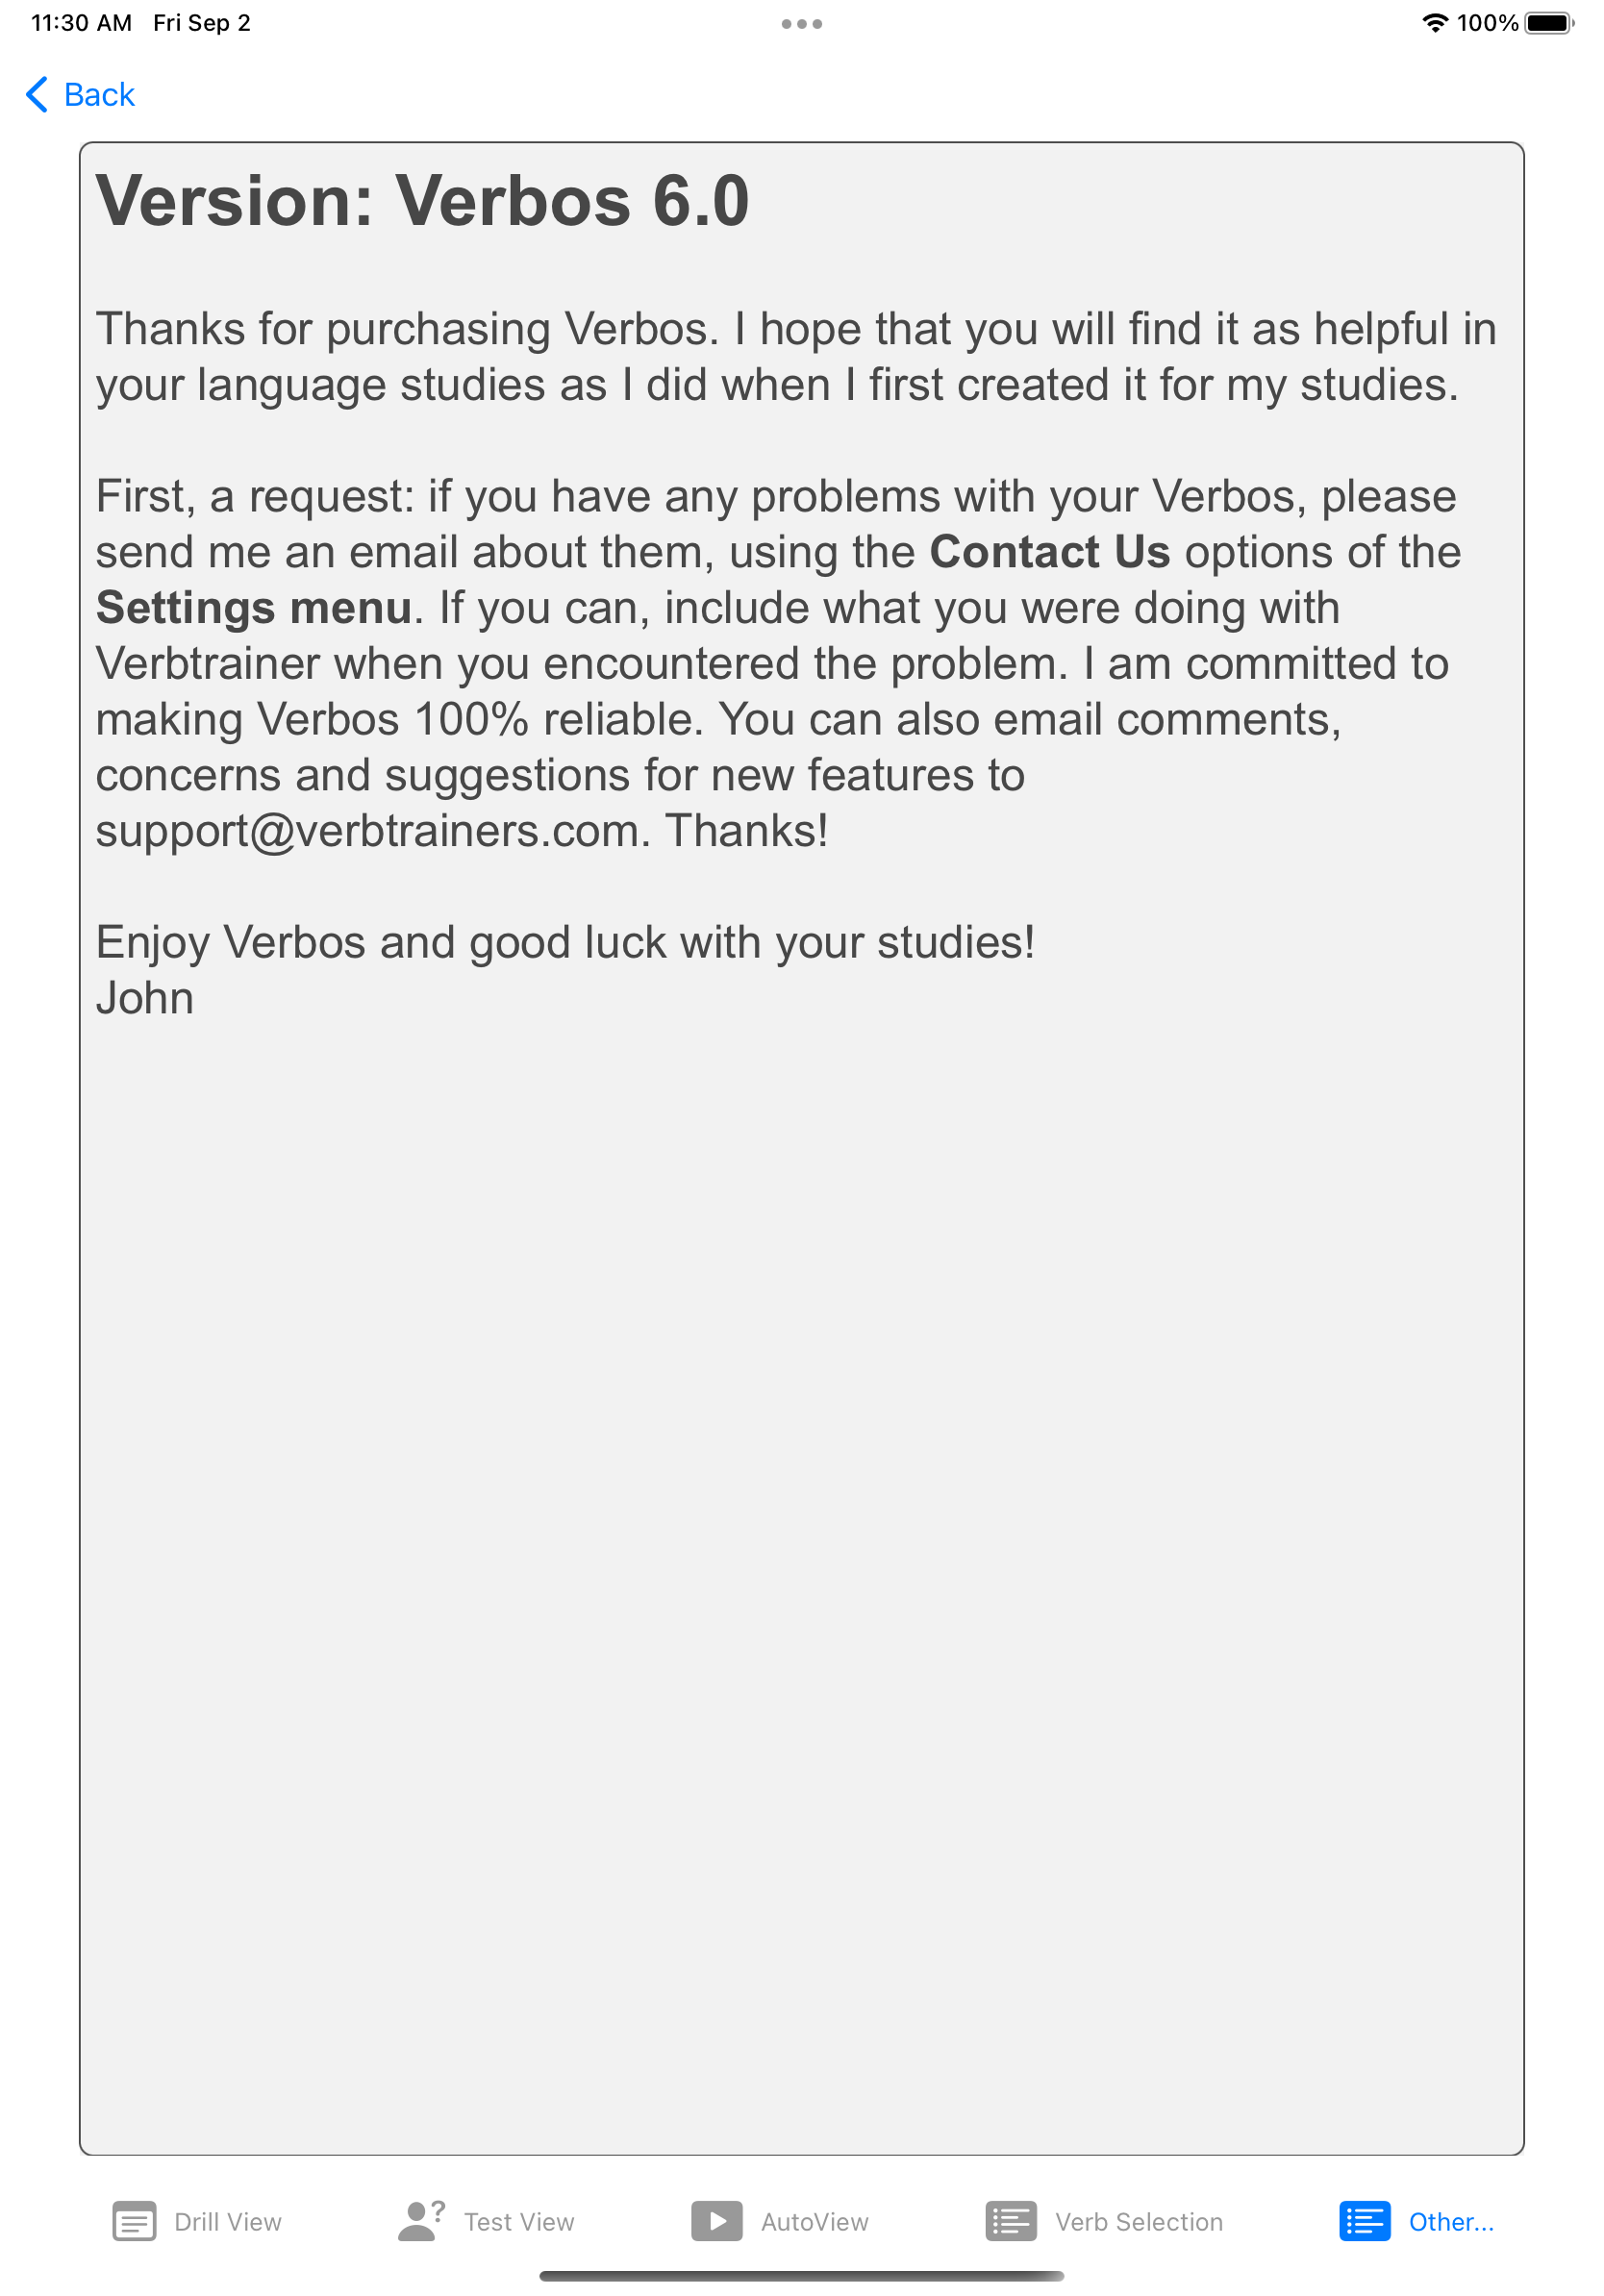 11:30 AM Fri Sep 2
100%
Back
Version: Verbos 6.0
Thanks for purchasing Verbos. I hope that you will find it as helpful in
your language studies as I did when I first created it for my studies.
First, a request: if you have any problems with your Verbos, please
send me an email about them, using the Contact Us options of the
Settings menu. If you can, include what you were doing with
Verbtrainer when you encountered the problem. I am committed to
making Verbos 100% reliable. You can also email comments,
concerns and suggestions for new features to
support@verbtrainers.com. Thanks!
Enjoy Verbos and good luck with your studies!
John
Drill View
Test View
AutoView
Verb Selection
Other...